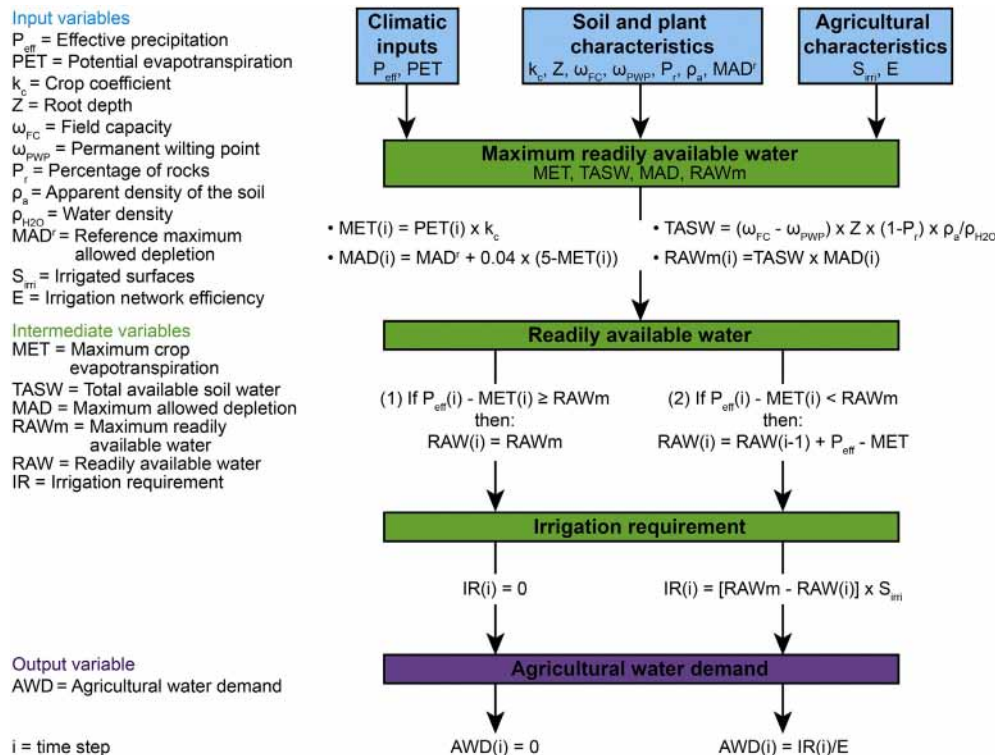 Input variables
P_eff = Effective precipitation
PET = Potential evapotranspiration
k_c = Crop coefficient
Z = Root depth
ω_FC = Field capacity
ω_PWP = Permanent wilting point
P_r = Percentage of rocks
ρ_a = Apparent density of the soil
ρ_H2O = Water density
MAD^r = Reference maximum
allowed depletion
S_irri = Irrigated surfaces
E = Irrigation network efficiency
Intermediate variables
MET = Maximum crop
evapotranspiration
TASW = Total available soil water
MAD = Maximum allowed depletion
RAWm = Maximum readily
available water
RAW = Readily available water
IR = Irrigation requirement
Output variable
AWD = Agricultural water demand
i = time step
Climatic
inputs
P_eff, PET
Soil and plant
characteristics
k_c, Z, ω_FC, ω_PWP, P_r, ρ_a, MAD^r
Agricultural
characteristics
S_irri, E
Maximum readily available water
MET, TASW, MAD, RAWm
• MET(i) = PET(i) x k_c
• MAD(i) = MAD^r + 0.04 x (5-MET(i))
• TASW = (ω_FC - ω_PWP) x Z x (1-P_r) x ρ_a/ρ_H2O
• RAWm(i) =TASW x MAD(i)
Readily available water
(1) If P_eff(i) - MET(i) ≥ RAWm
then:
RAW(i) = RAWm
(2) If P_eff(i) - MET(i) < RAWm
then:
RAW(i) = RAW(i-1) + P_eff - MET
Irrigation requirement
IR(i) = 0
IR(i) = [RAWm - RAW(i)] x S_irri
Agricultural water demand
AWD(i) = 0
AWD(i) = IR(i)/E